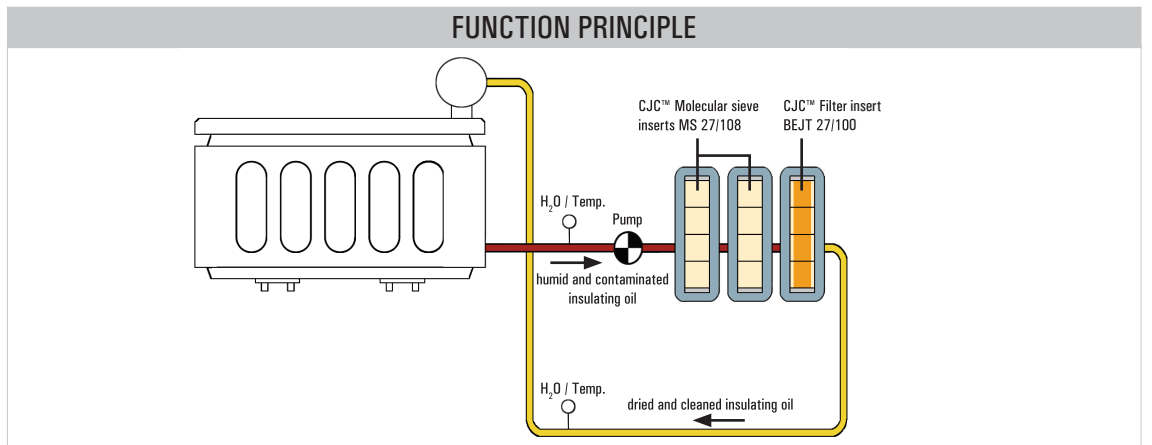 FUNCTION PRINCIPLE
CJC™ Molecular sieve
inserts MS 27/108
CJC™ Filter insert
BEJT 27/100
H₂O / Temp.
Pump
humid and contaminated
insulating oil
H₂O / Temp.
dried and cleaned insulating oil